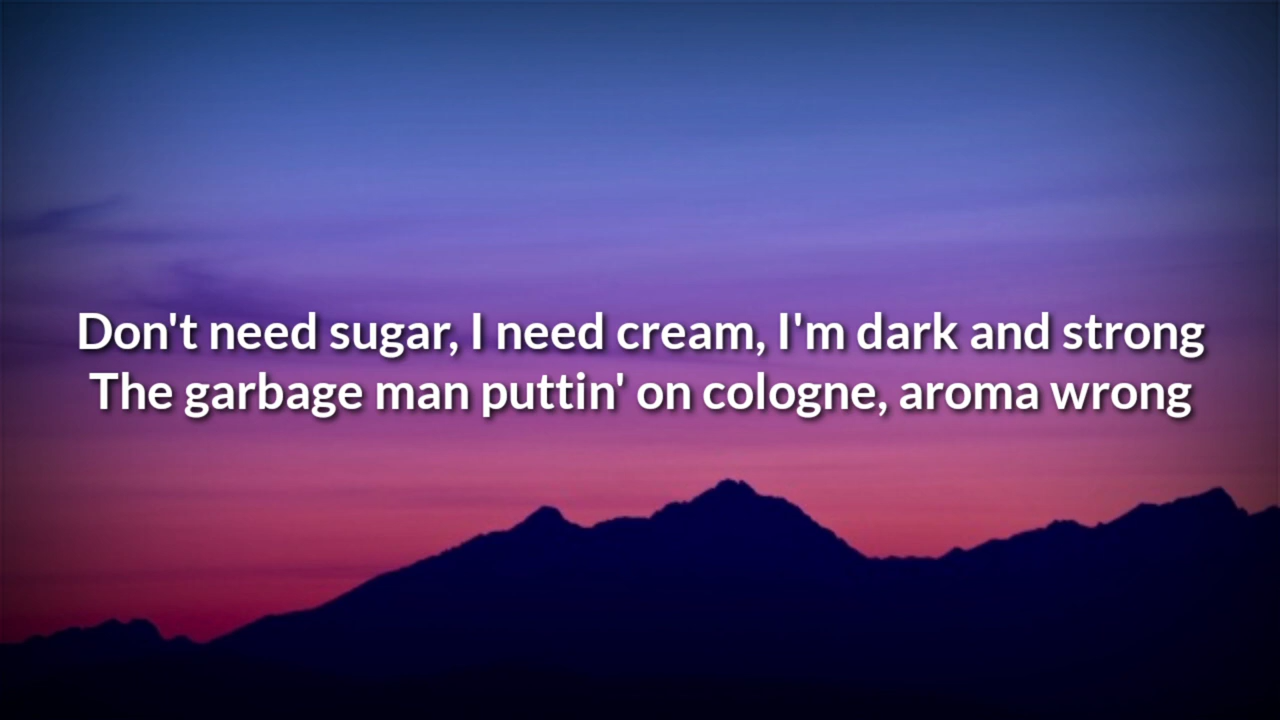 Don't need sugar, I need cream, I'm dark and strong
The garbage man puttin' on cologne, aroma wrong